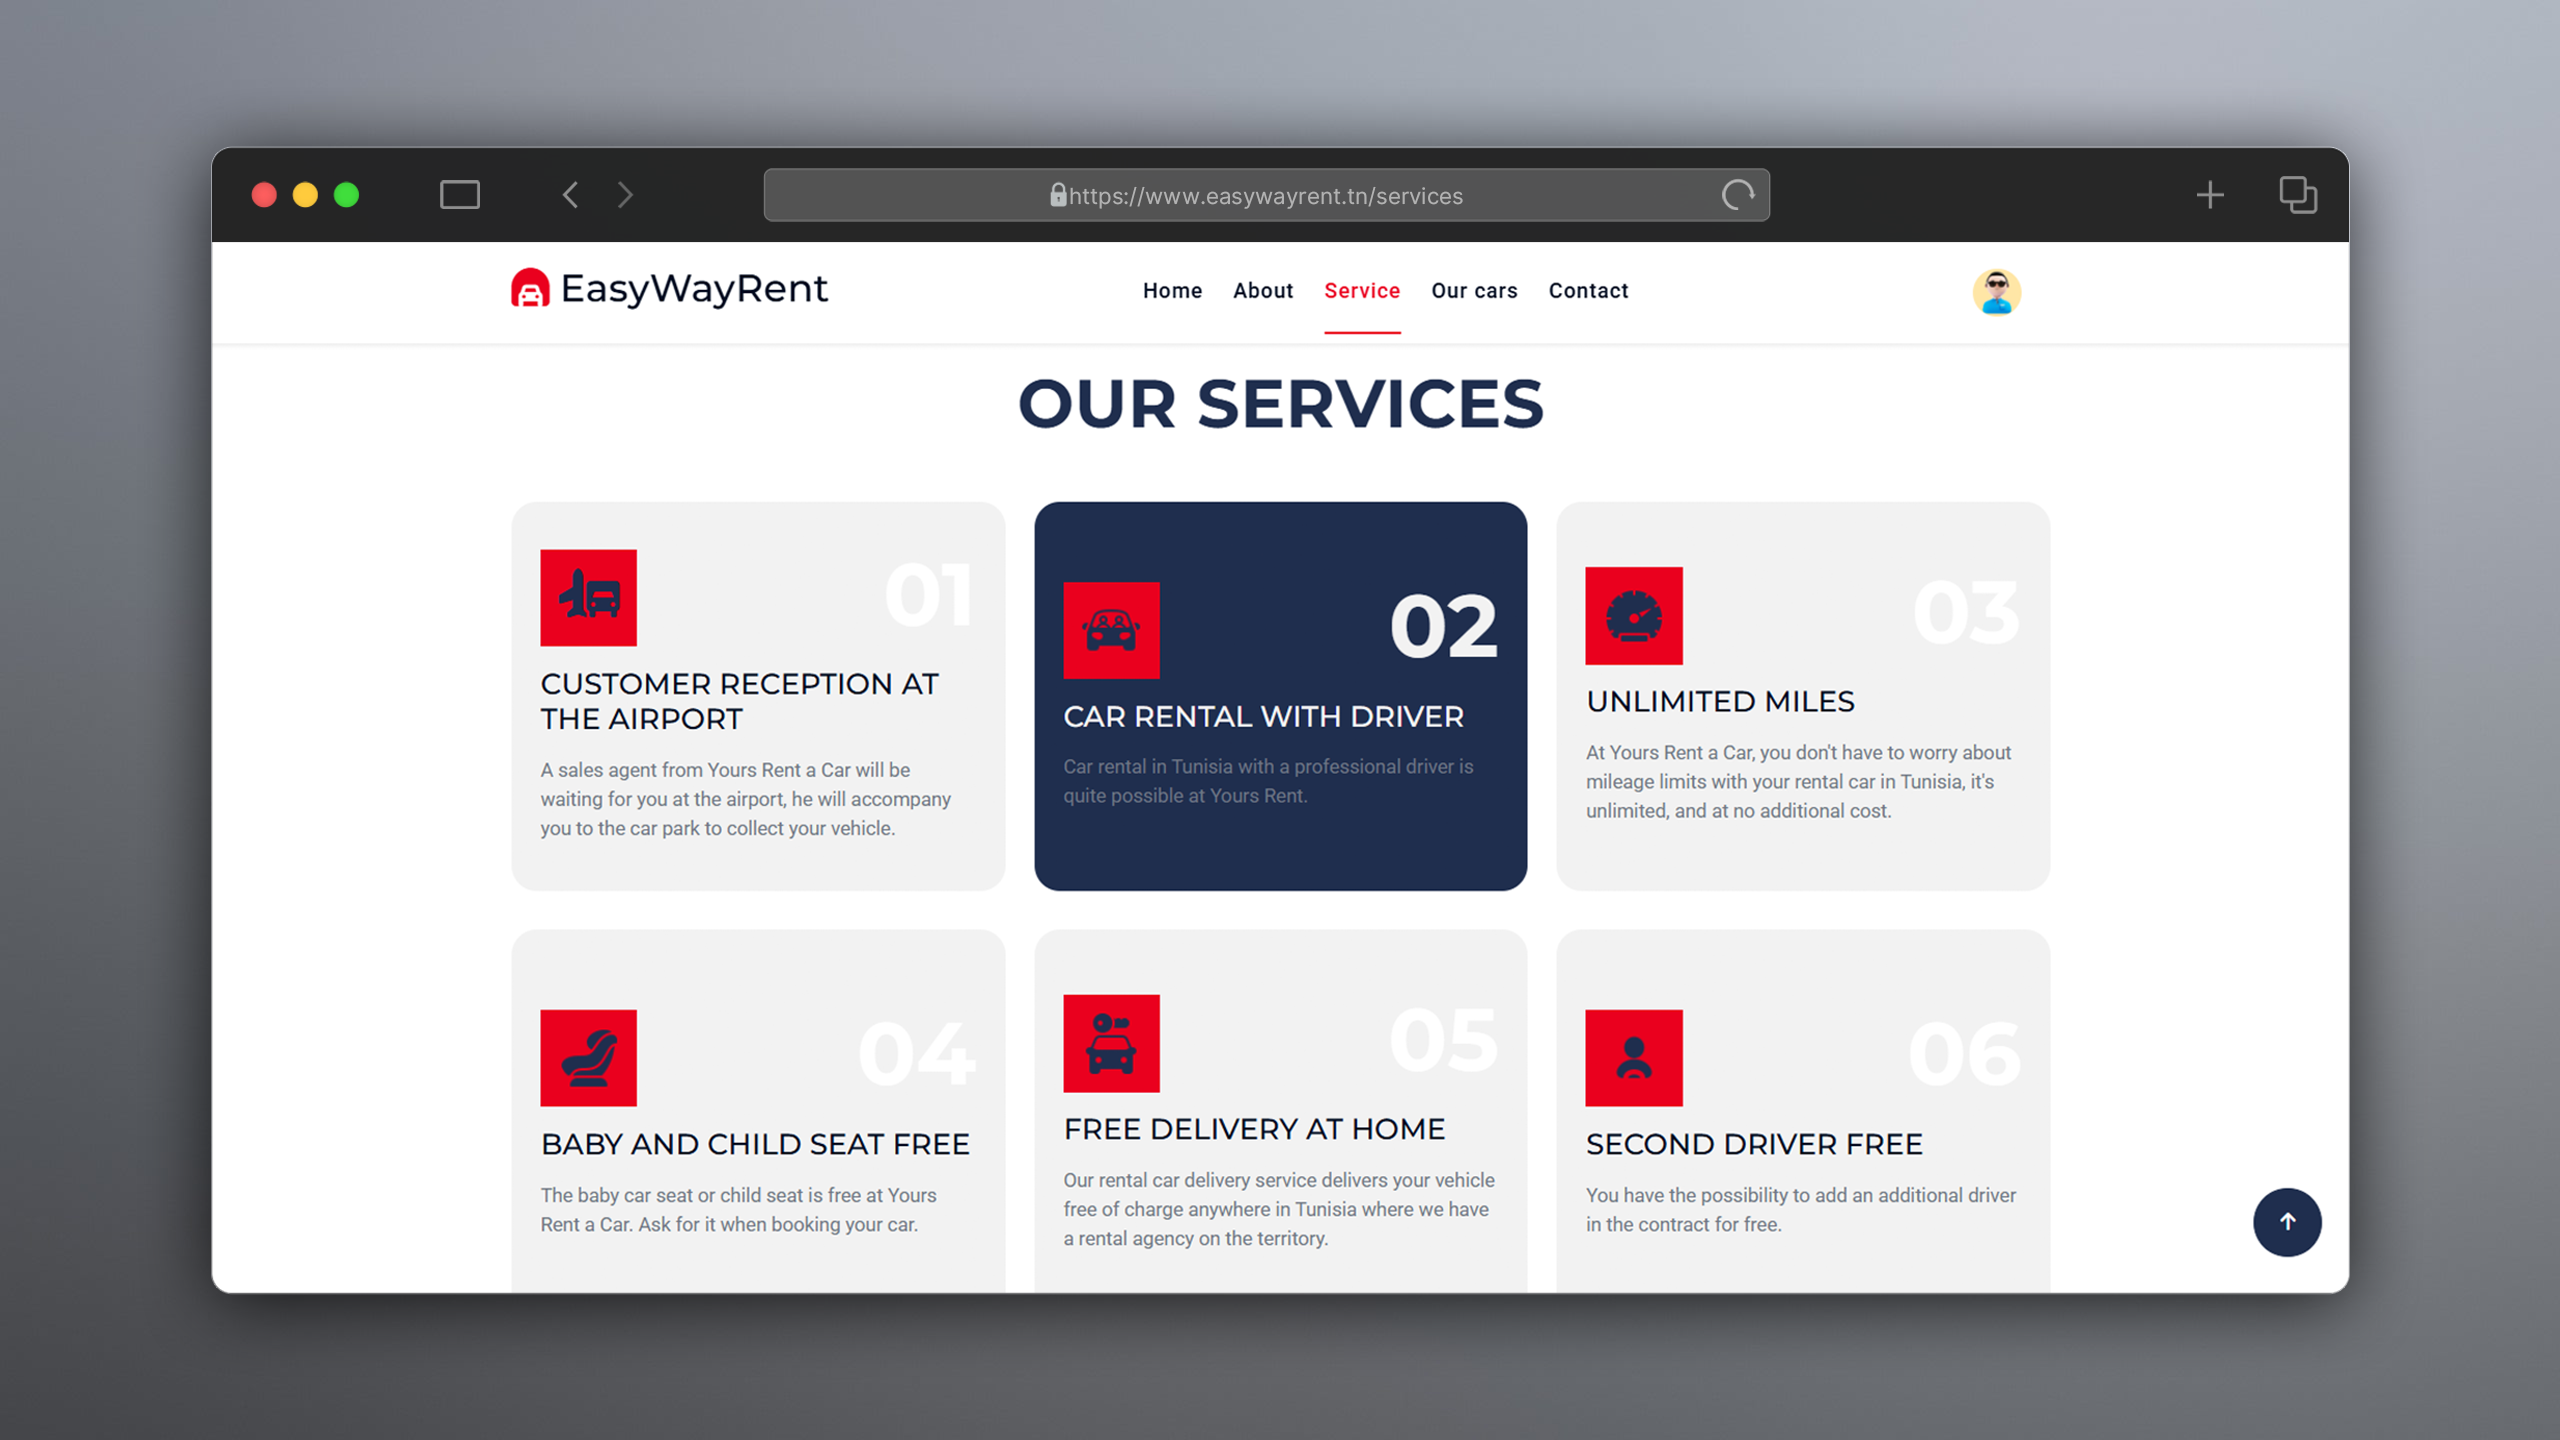 https://www.easywayrent.tn/services
EasyWayRent
Home About Service Our cars Contact
OUR SERVICES
01
CUSTOMER RECEPTION AT
THE AIRPORT
A sales agent from Yours Rent a Car will be
waiting for you at the airport, he will accompany
you to the car park to collect your vehicle.
02
CAR RENTAL WITH DRIVER
Car rental in Tunisia with a professional driver is
quite possible at Yours Rent.
03
UNLIMITED MILES
At Yours Rent a Car, you don't have to worry about
mileage limits with your rental car in Tunisia, it's
unlimited, and at no additional cost.
04
BABY AND CHILD SEAT FREE
The baby car seat or child seat is free at Yours
Rent a Car. Ask for it when booking your car.
05
FREE DELIVERY AT HOME
Our rental car delivery service delivers your vehicle
free of charge anywhere in Tunisia where we have
a rental agency on the territory.
06
SECOND DRIVER FREE
You have the possibility to add an additional driver
in the contract for free.